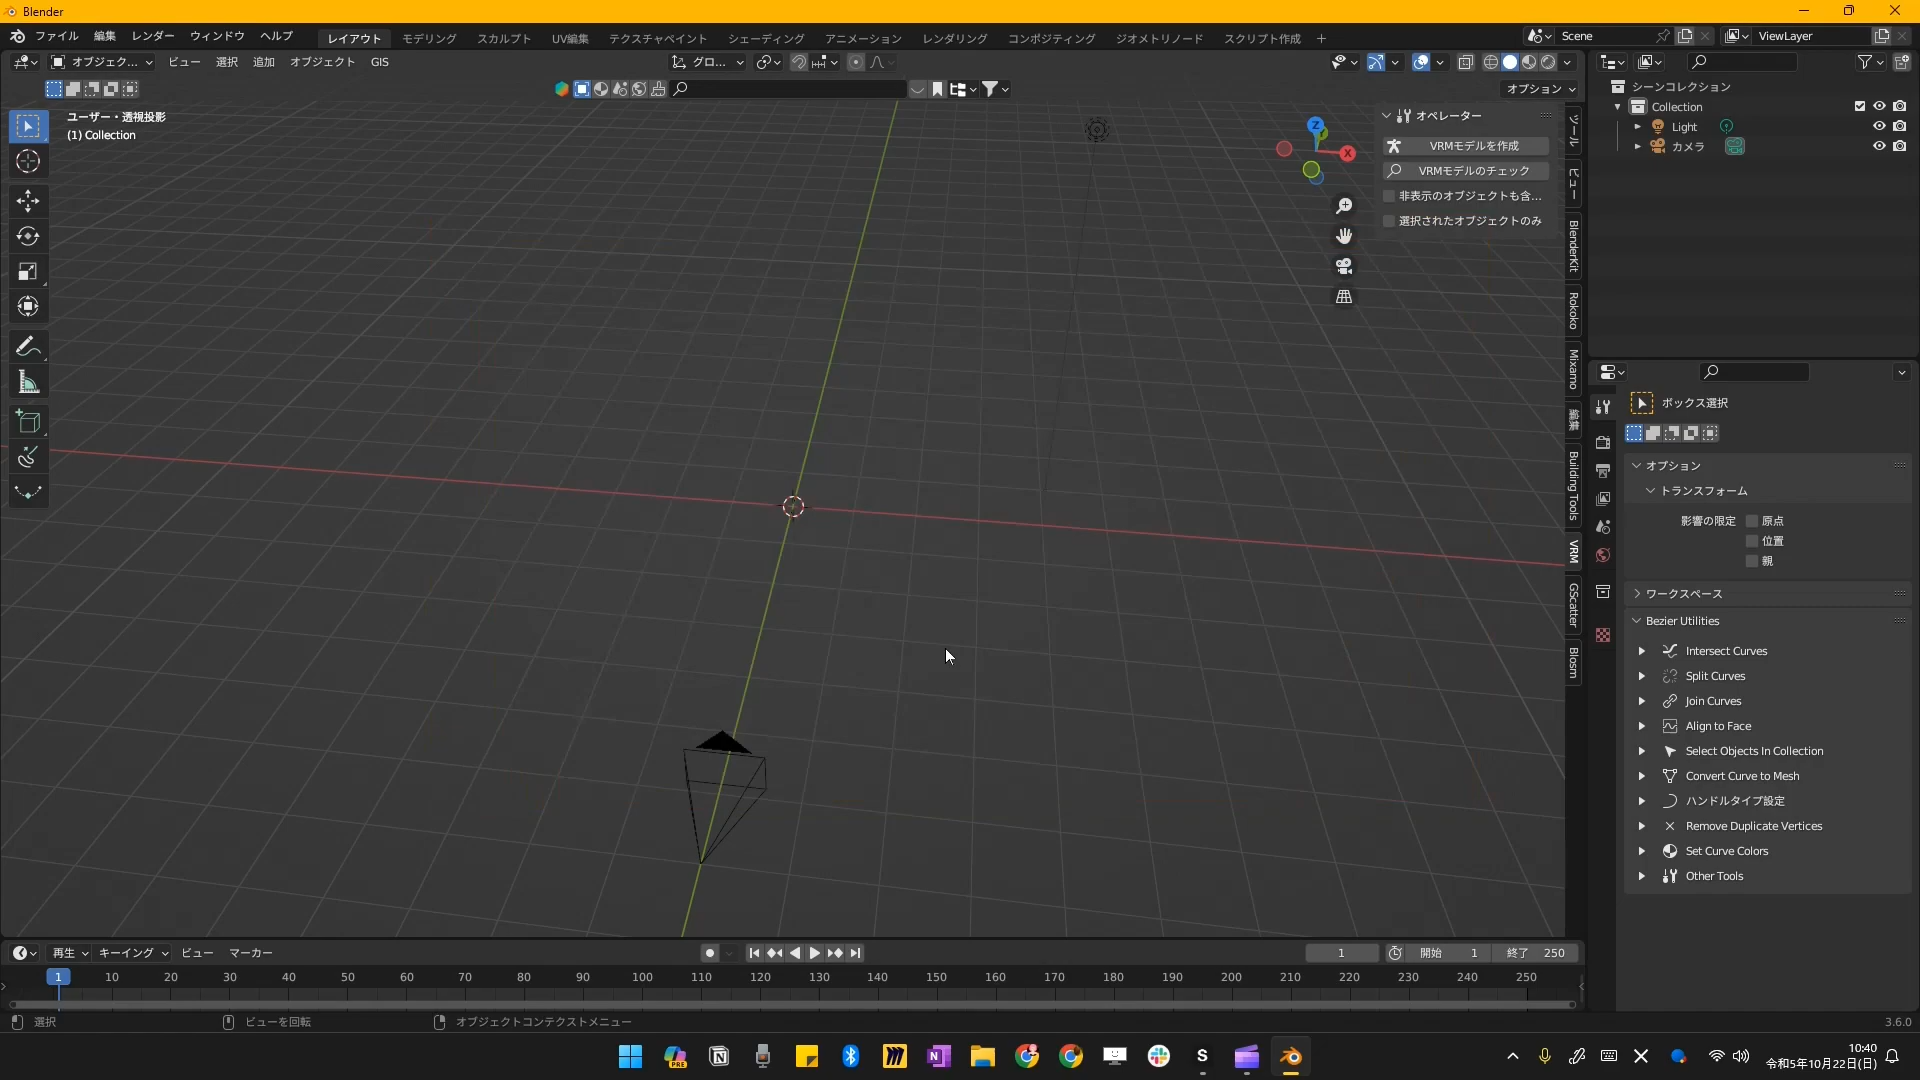 Blender
ファイル 編集 レンダー ウィンドウ ヘルプ レイアウト モデリング スカルプト UV編集 テクスチャペイント シェーディング アニメーション レンダリング コンポジティング ジオメトリノード スクリプト作成 + Scene ViewLayer
オブジェク... ビュー 選択 追加 オブジェクト GIS グロー...
オプション
ユーザー・透視投影
(1) Collection
Z
X
オペレーター
VRMモデルを作成
VRMモデルのチェック
非表示のオブジェクトも含...
選択されたオブジェクトのみ
ツール
ビュー
BlenderKit
Rokoko
Mixamo
編集
Building Tools
VRM
GScatter
Blosm
シーンコレクション
Collection
Light
カメラ
ボックス選択
オプション
トランスフォーム
影響の限定 原点
位置
親
ワークスペース
Bezier Utilities
Intersect Curves
Split Curves
Join Curves
Align to Face
Select Objects In Collection
Convert Curve to Mesh
ハンドルタイプ設定
Remove Duplicate Vertices
Set Curve Colors
Other Tools
再生 キーイング ビュー マーカー 1 開始 1 終了 250
1 10 20 30 40 50 60 70 80 90 100 110 120 130 140 150 160 170 180 190 200 210 220 230 240 250
選択 ビューを回転 オブジェクトコンテクストメニュー 3.6.0
PRE
10:40
令和5年10月22日(日)